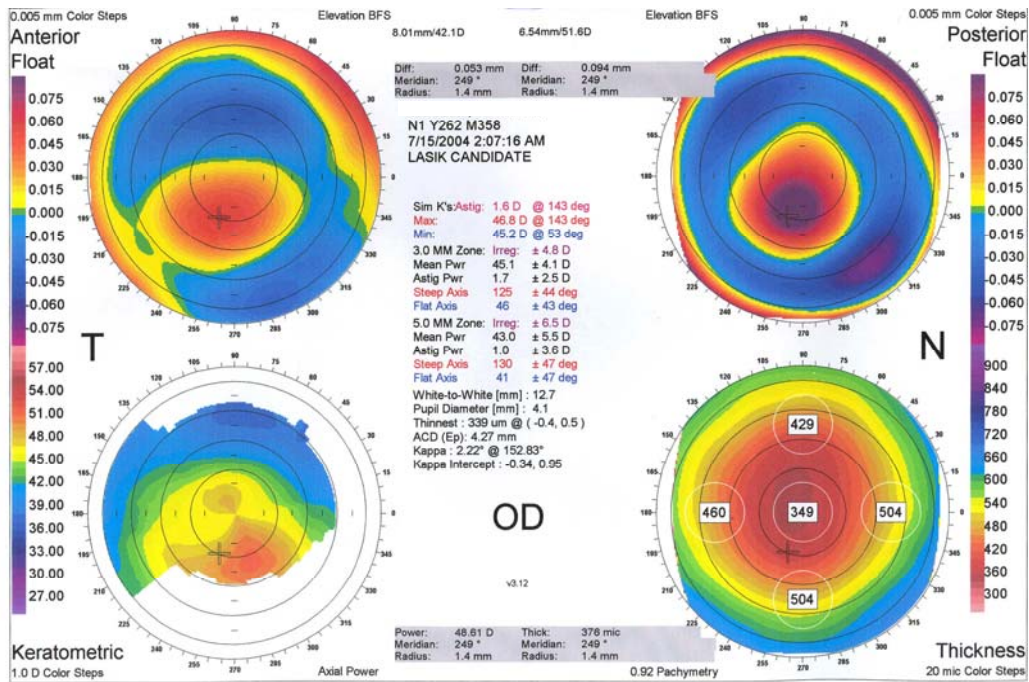 0.005 mm Color Steps
Anterior
Float
0.075
0.060
0.045
0.030
0.015
0.000
-0.015
-0.030
-0.045
-0.060
-0.075
57.00
54.00
51.00
48.00
45.00
42.00
39.00
36.00
33.00
30.00
27.00
Keratometric
1.0 D Color Steps
Elevation BFS
T
Axial Power
8.01mm/42.1D 6.54mm/51.6D
Diff: 0.053 mm Diff: 0.094 mm
Meridian: 249 ° Meridian: 249 °
Radius: 1.4 mm Radius: 1.4 mm
N1 Y262 M358
7/15/2004 2:07:16 AM
LASIK CANDIDATE
Sim K's:Astig: 1.6 D @ 143 deg
Max: 46.8 D @ 143 deg
Min: 45.2 D @ 53 deg
3.0 MM Zone: Irreg: ± 4.8 D
Mean Pwr 45.1 ± 4.1 D
Astig Pwr 1.7 ± 2.5 D
Steep Axis 125 ± 44 deg
Flat Axis 46 ± 43 deg
5.0 MM Zone: Irreg: ± 6.5 D
Mean Pwr 43.0 ± 5.5 D
Astig Pwr 1.0 ± 3.6 D
Steep Axis 130 ± 47 deg
Flat Axis 41 ± 47 deg
White-to-White [mm] : 12.7
Pupil Diameter [mm] : 4.1
Thinnest : 339 um @ ( -0.4, 0.5 )
ACD (Ep): 4.27 mm
Kappa : 2.22° @ 152.83°
Kappa Intercept : -0.34, 0.95
OD
v3.12
Power: 48.61 D Thick: 376 mic
Meridian: 249 ° Meridian: 249 °
Radius: 1.4 mm Radius: 1.4 mm
Elevation BFS
0.005 mm Color Steps
Posterior
Float
0.075
0.060
0.045
0.030
0.015
0.000
-0.015
-0.030
-0.045
-0.060
-0.075
N
900
840
780
720
660
600
540
480
420
360
300
429
460
349
504
504
0.92 Pachymetry
Thickness
20 mic Color Steps